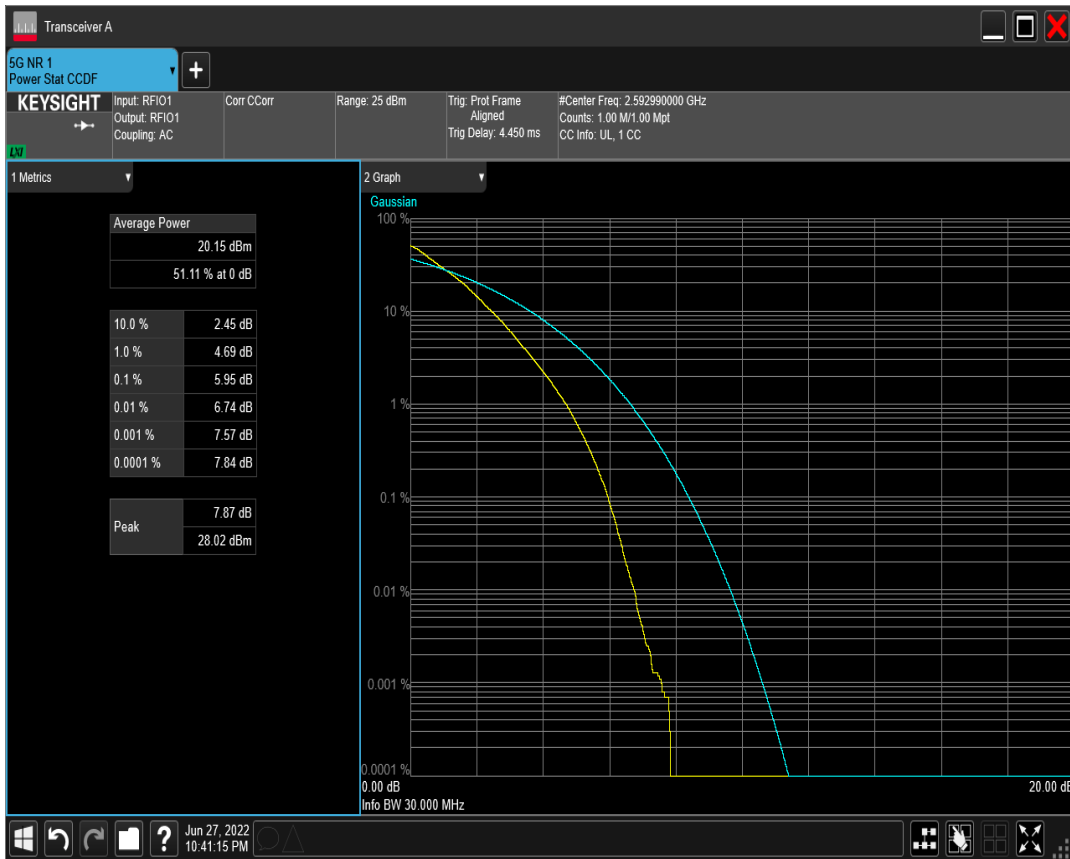 Transceiver A
5G NR 1
Power Stat CCDF
+
KEYSIGHT
LXI
Input: RFIO1
Output: RFIO1
Coupling: AC
Corr CCorr
Range: 25 dBm
Trig: Prot Frame
Aligned
Trig Delay: 4.450 ms
#Center Freq: 2.592990000 GHz
Counts: 1.00 M/1.00 Mpt
CC Info: UL, 1 CC
1 Metrics
Average Power
20.15 dBm
51.11 % at 0 dB
10.0 % 2.45 dB
1.0 % 4.69 dB
0.1 % 5.95 dB
0.01 % 6.74 dB
0.001 % 7.57 dB
0.0001 % 7.84 dB
Peak
7.87 dB
28.02 dBm
2 Graph
Gaussian
100 %
10 %
1 %
0.1 %
0.01 %
0.001 %
0.0001 %
0.00 dB 20.00 dB
Info BW 30.000 MHz
?
Jun 27, 2022
10:41:15 PM